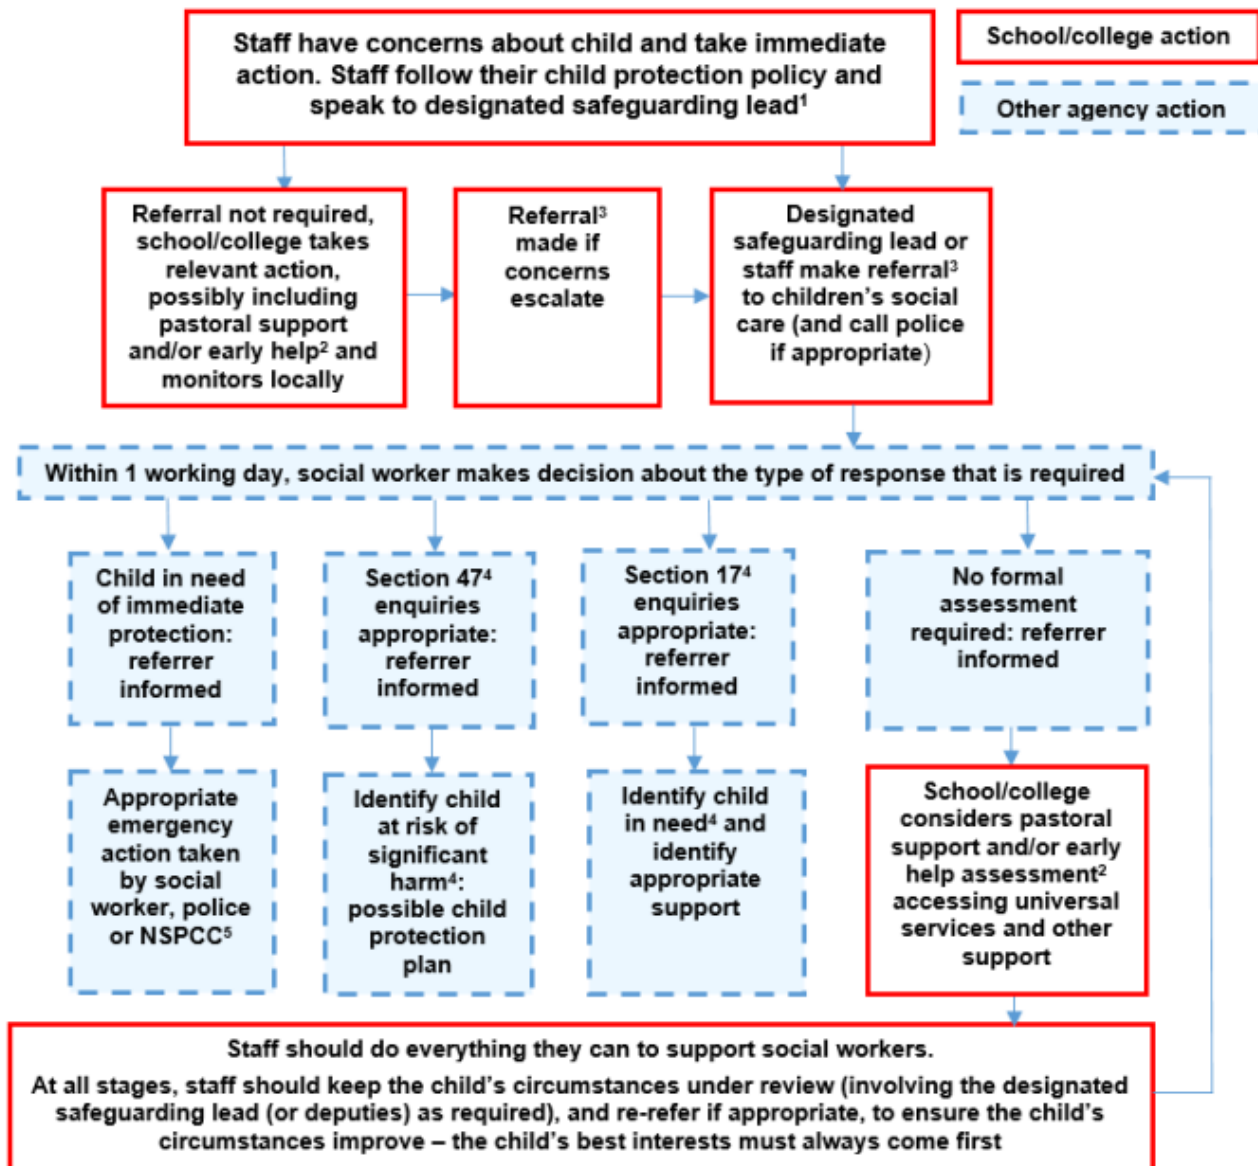 Staff have concerns about child and take immediate
action. Staff follow their child protection policy and
speak to designated safeguarding lead¹
School/college action
Other agency action
Referral not required,
school/college takes
relevant action,
possibly including
pastoral support
and/or early help² and
monitors locally
Referral³
made if
concerns
escalate
Designated
safeguarding lead or
staff make referral³
to children’s social
care (and call police
if appropriate)
Within 1 working day, social worker makes decision about the type of response that is required
Child in need
of immediate
protection:
referrer
informed
Section 47⁴
enquiries
appropriate:
referrer
informed
Section 17⁴
enquiries
appropriate:
referrer
informed
No formal
assessment
required: referrer
informed
Appropriate
emergency
action taken
by social
worker, police
or NSPCC⁵
Identify child
at risk of
significant
harm⁴:
possible child
protection
plan
Identify child
in need⁴ and
identify
appropriate
support
School/college
considers pastoral
support and/or early
help assessment²
accessing universal
services and other
support
Staff should do everything they can to support social workers.
At all stages, staff should keep the child’s circumstances under review (involving the designated
safeguarding lead (or deputies) as required), and re-refer if appropriate, to ensure the child’s
circumstances improve – the child’s best interests must always come first